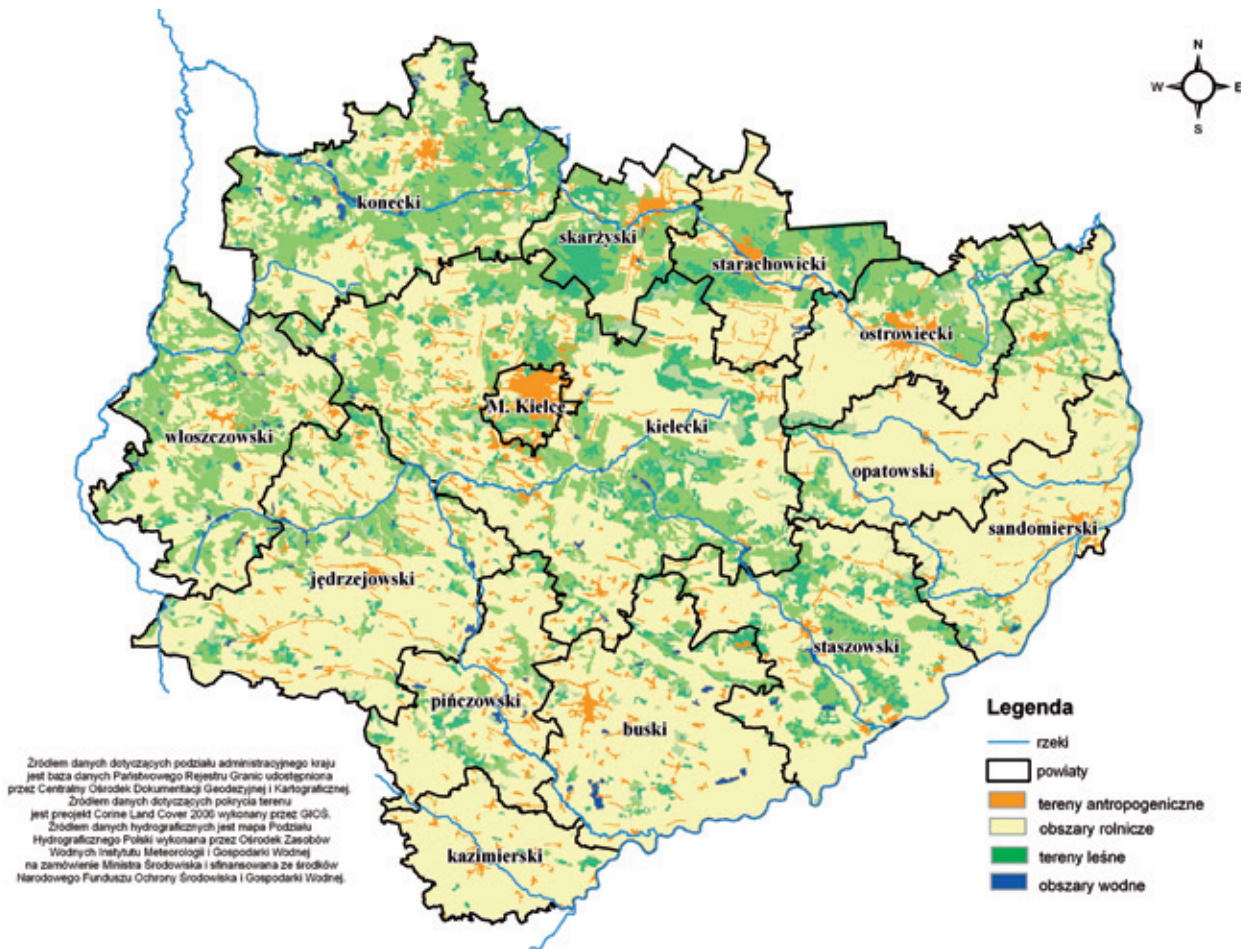 N
W E
S
konecki
skarżyski
starachowicki
ostrowiecki
M. Kielce
włoszczowski
kielecki
opatowski
sandomierski
jędrzejowski
staszowski
pińczowski
buski
kazimierski
Legenda
rzeki
powiaty
tereny antropogeniczne
obszary rolnicze
tereny leśne
obszary wodne
Źródłem danych dotyczących podziału administracyjnego kraju
jest baza danych Państwowego Rejestru Granic udostępniona
przez Centralny Ośrodek Dokumentacji Geodezyjnej i Kartograficznej.
Źródłem danych dotyczących pokrycia terenu
jest preojekt Corine Land Cover 2006 wykonany przez GIOŚ.
Źródłem danych hydrograficznych jest mapa Podziału
Hydrograficznego Polski wykonana przez Ośrodek Zasobów
Wodnych Instytutu Meteorologii i Gospodarki Wodnej
na zamówienie Ministra Środowiska i sfinansowana ze środków
Narodowego Funduszu Ochrony Środowiska i Gospodarki Wodnej.